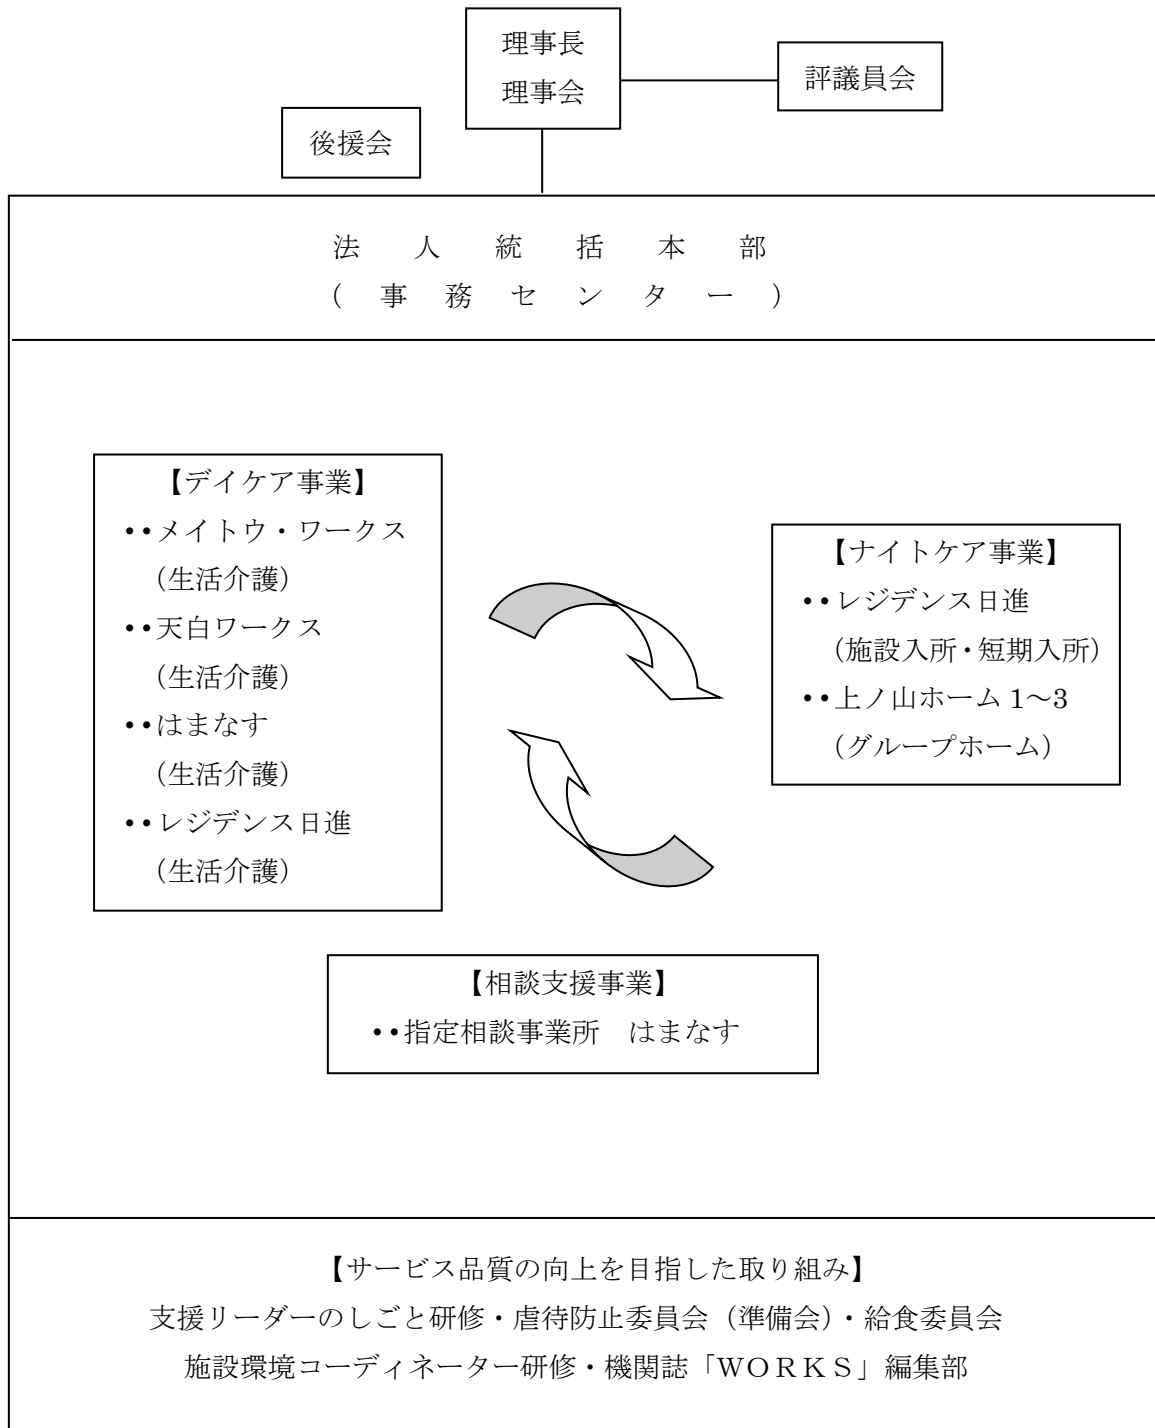 理事長
理事会
評議員会
後援会
法人統括本部
(事務センター)
【デイケア事業】
••メイトウ・ワークス
(生活介護)
••天白ワークス
(生活介護)
••はまなす
(生活介護)
••レジデンス日進
(生活介護)
【ナイトケア事業】
••レジデンス日進
(施設入所・短期入所)
••上ノ山ホーム 1～3
(グループホーム)
【相談支援事業】
••指定相談事業所　はまなす
【サービス品質の向上を目指した取り組み】
支援リーダーのしごと研修・虐待防止委員会（準備会）・給食委員会
施設環境コーディネーター研修・機関誌「ＷＯＲＫＳ」編集部